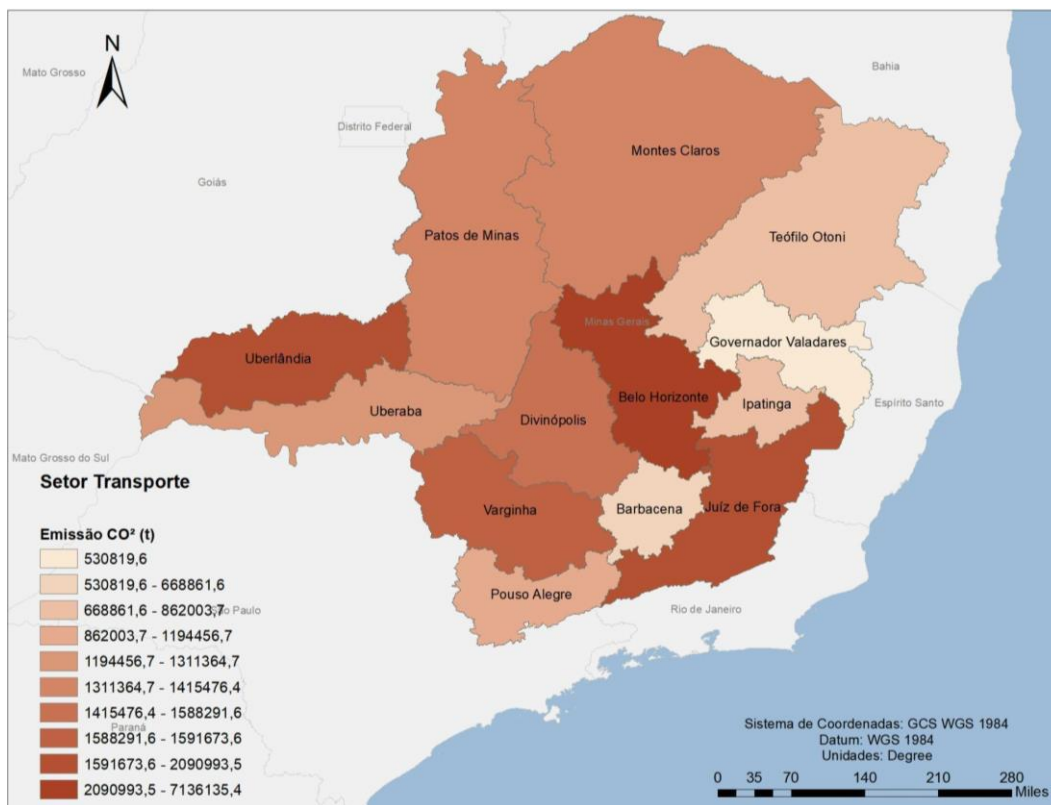 N
Mato Grosso
Bahia
Distrito Federal
Montes Claros
Goiás
Patos de Minas
Teófilo Otoni
Minas Gerais
Governador Valadares
Uberlândia
Belo Horizonte
Ipatinga
Espírito Santo
Uberaba
Divinópolis
Mato Grosso do Sul
Setor Transporte
Varginha
Barbacena
Juíz de Fora
Emissão CO² (t)
530819,6
530819,6 - 668861,6
668861,6 - 862003,7
São Paulo
Pouso Alegre
Rio de Janeiro
862003,7 - 1194456,7
1194456,7 - 1311364,7
1311364,7 - 1415476,4
1415476,4 - 1588291,6
Paraná
1588291,6 - 1591673,6
1591673,6 - 2090993,5
2090993,5 - 7136135,4
Sistema de Coordenadas: GCS WGS 1984
Datum: WGS 1984
Unidades: Degree
0 35 70 140 210 280
Miles